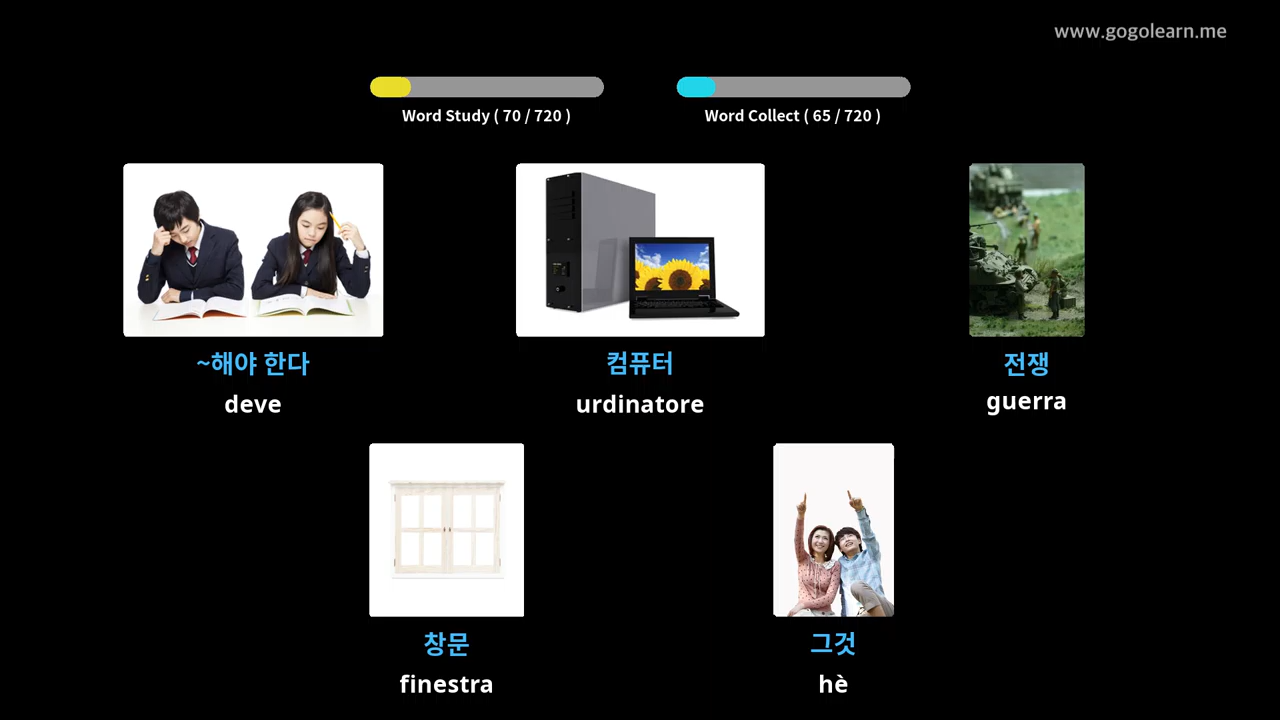 www.gogolearn.me
Word Study ( 70 / 720 )
Word Collect ( 65 / 720 )
~해야 한다
deve
컴퓨터
urdinatore
전쟁
guerra
창문
finestra
그것
hè